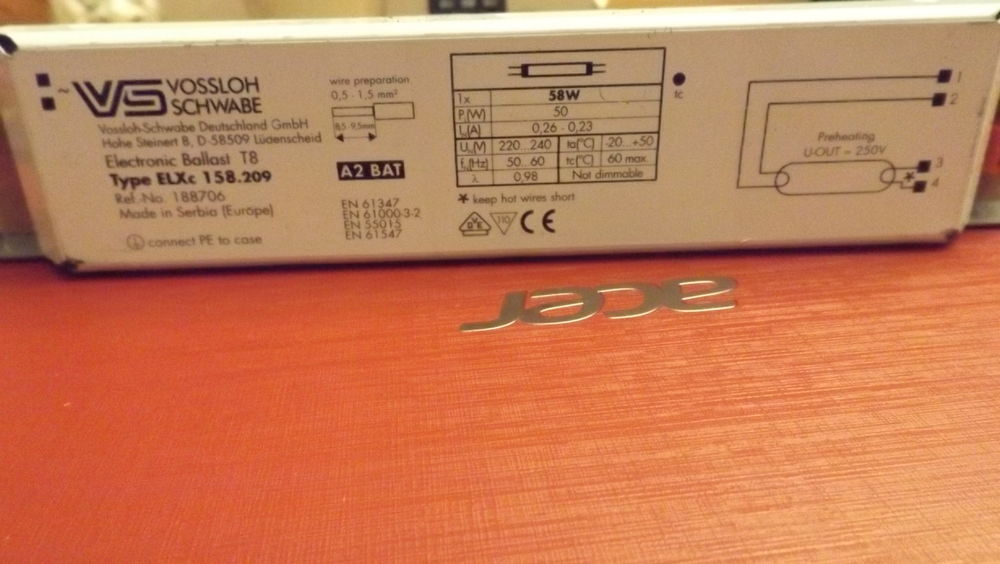 ~ VS VOSSLOH
SCHWABE
Vossloh-Schwabe Deutschland GmbH
Hohe Steinert 8, D-58509 Lüdenscheid
Electronic Ballast T8
Type ELXc 158.209
Ref.-No. 188706
Made in Serbia (Europe)
connect PE to case
wire preparation
0,5 - 1,5 mm²
8,5 - 9,5mm
A2 BAT
EN 61347
EN 61000-3-2
EN 55015
EN 61547
1x 58W
50
0,26 - 0,23
220...240 ta(°C) -20...+50
50...60 tc(°C) 60 max.
λ 0,98 Not dimmable
* keep hot wires short
VDE 110 CE
tc
1
2
Preheating
U-OUT = 250V
3
* 4
acer